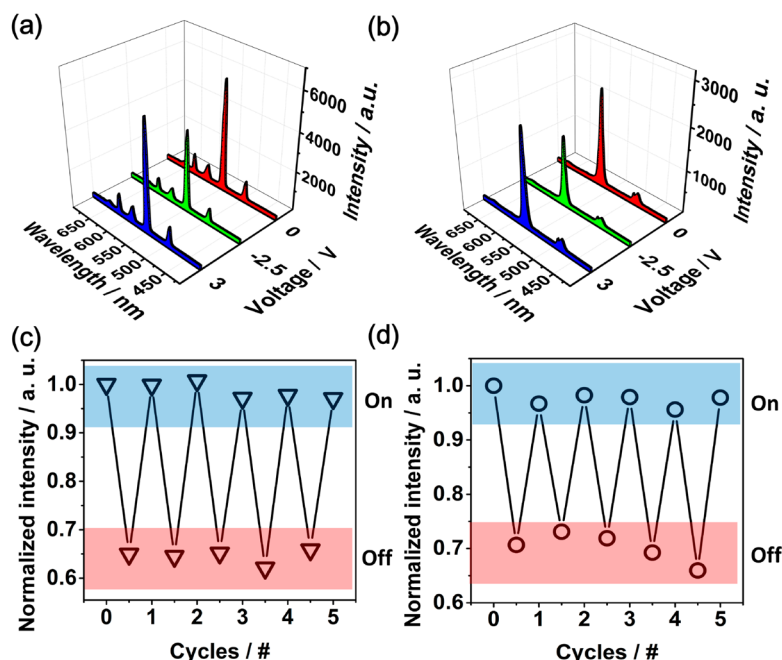 (a)
6000
4000
2000
Intensity / a.u.
650
600
550
500
450
Wavelength / nm
0
-2.5
3
Voltage / V
(b)
3000
2000
1000
Intensity / a.u.
650
600
550
500
450
Wavelength / nm
0
-2.5
3
Voltage / V
(c)
1.0
0.9
0.8
0.7
0.6
Normalized intensity / a. u.
On
Off
0 1 2 3 4 5
Cycles / #
(d)
1.0
0.9
0.8
0.7
0.6
Normalized intensity / a. u.
On
Off
0 1 2 3 4 5
Cycles / #